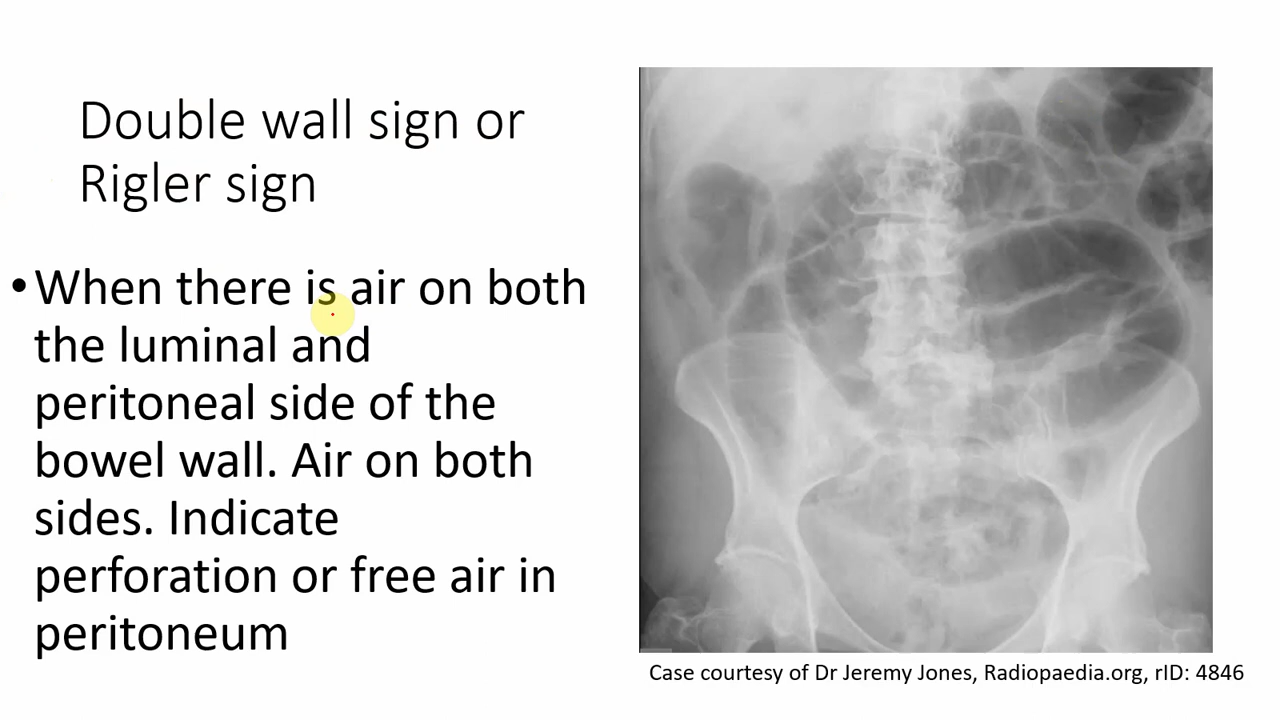 Double wall sign or
Rigler sign
• When there is air on both
the luminal and
peritoneal side of the
bowel wall. Air on both
sides. Indicate
perforation or free air in
peritoneum
Case courtesy of Dr Jeremy Jones, Radiopaedia.org, rID: 4846